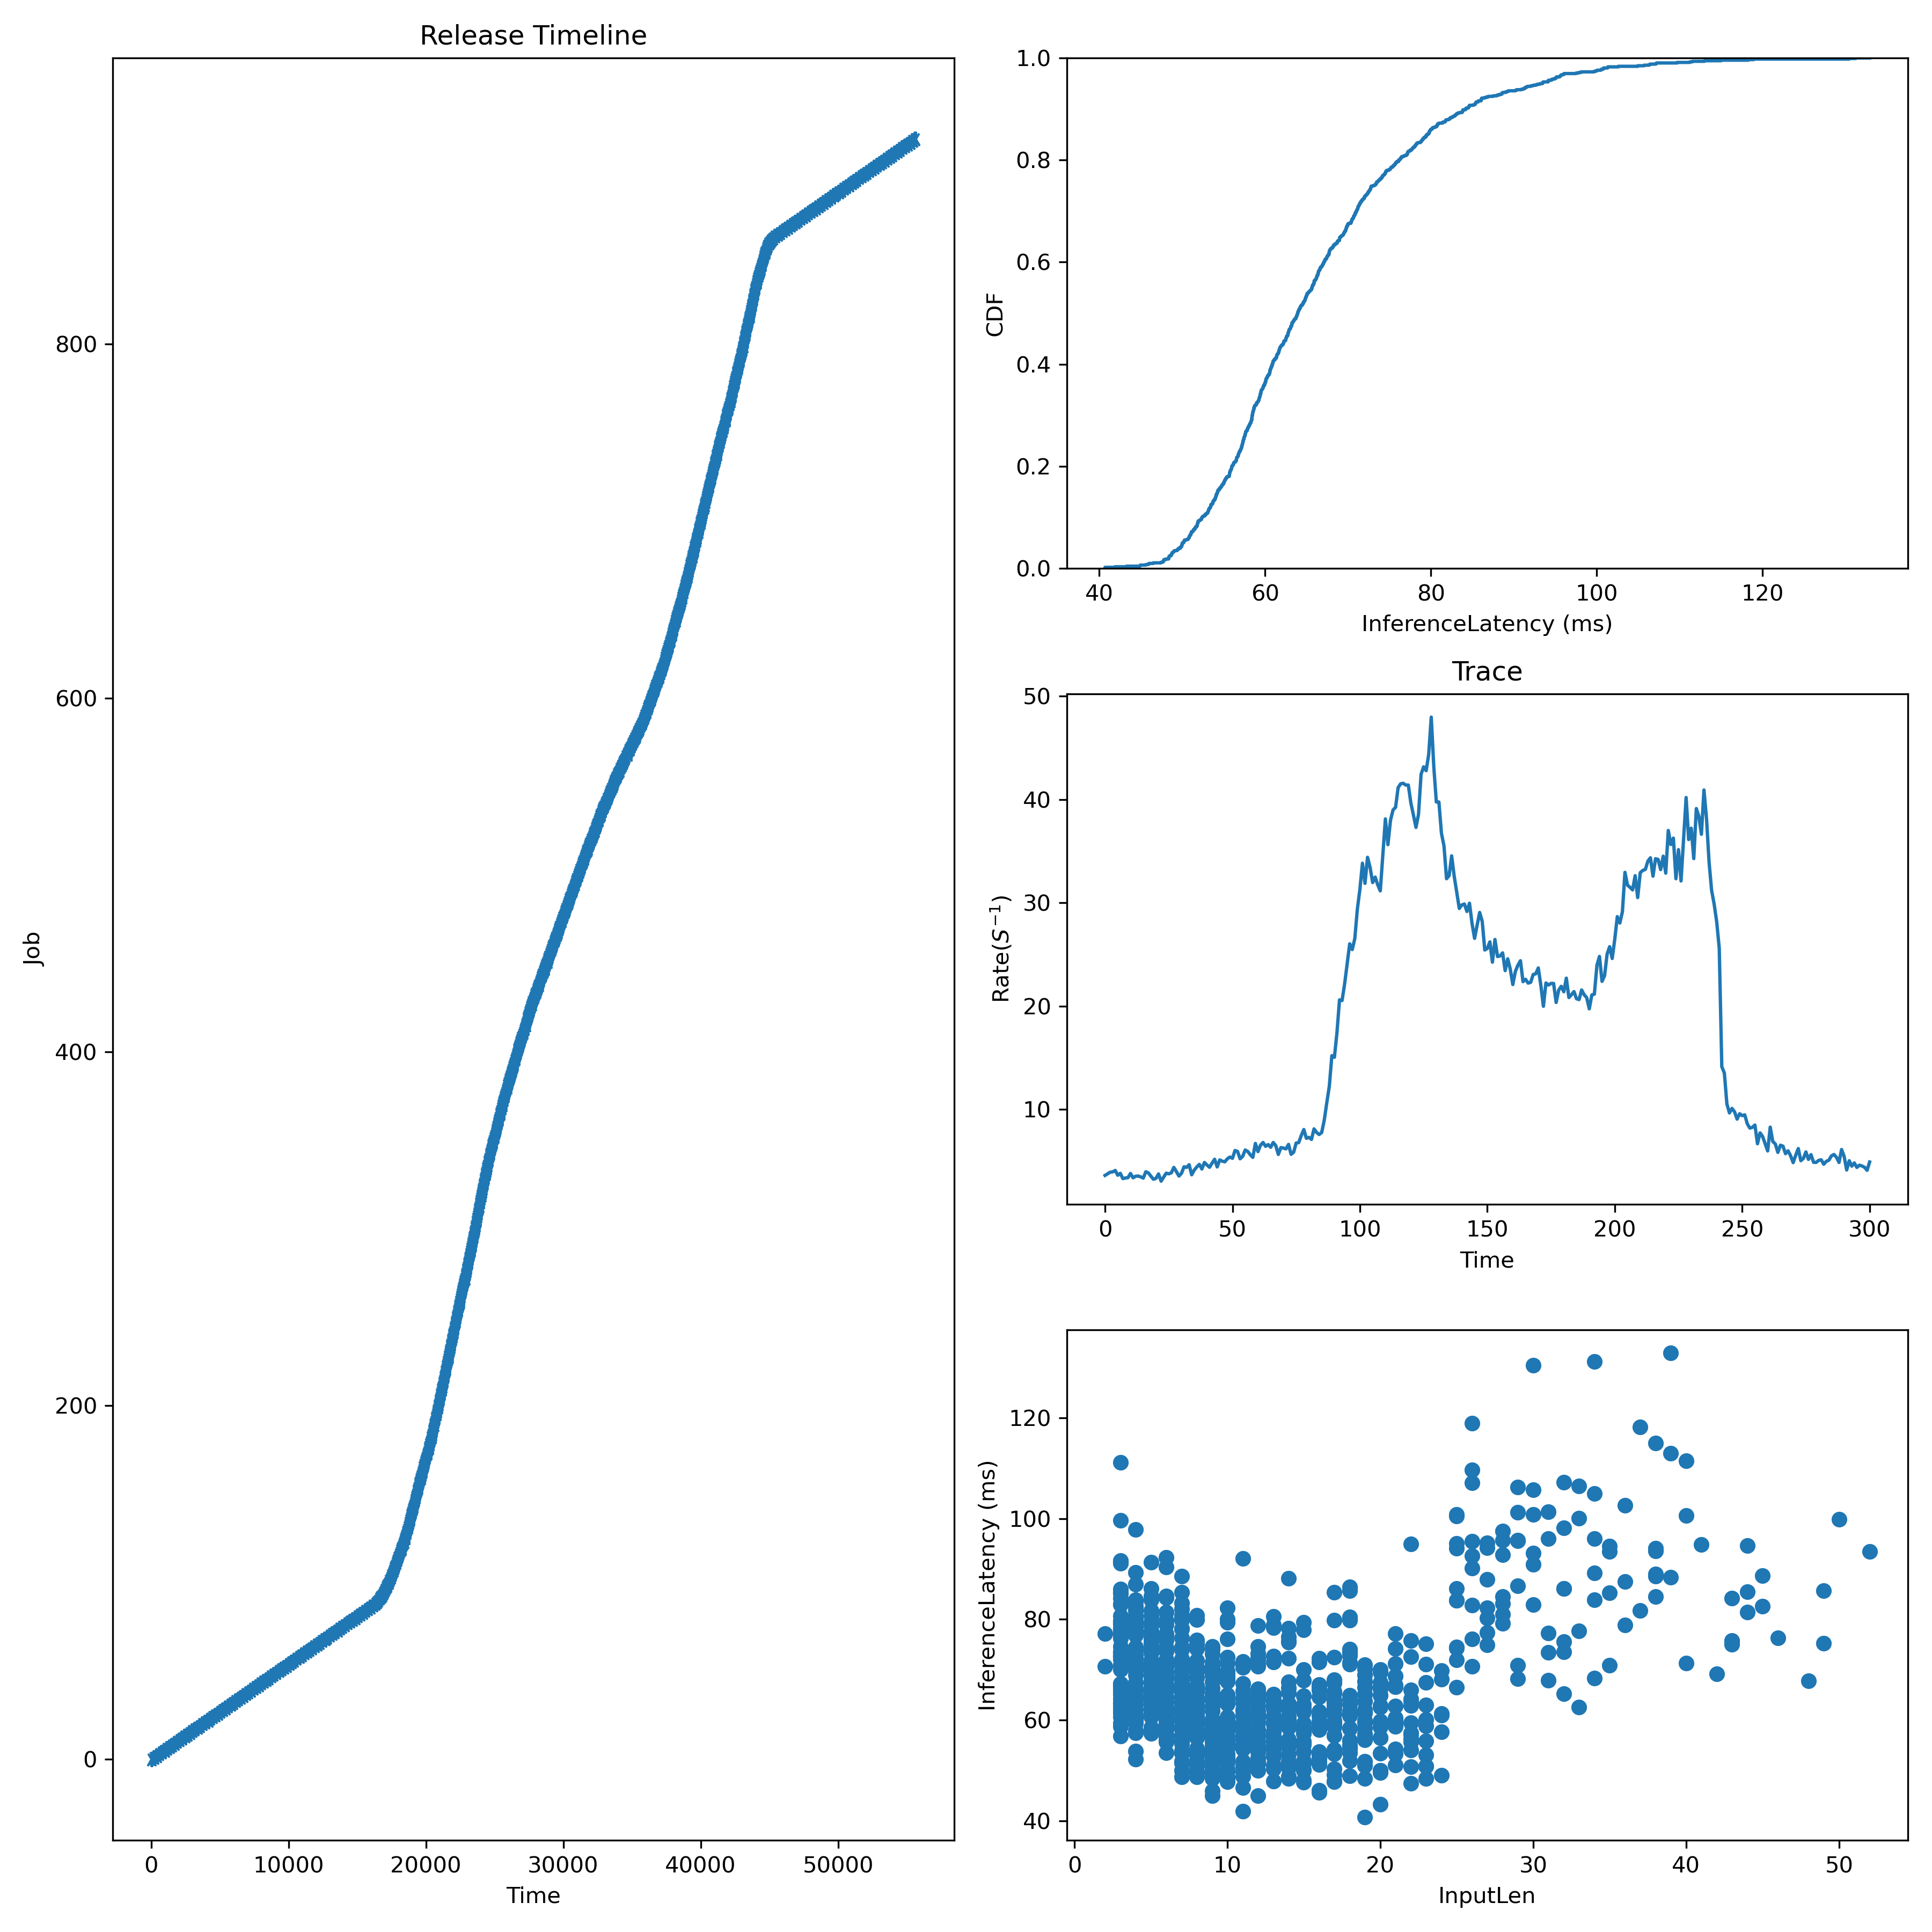 Release Timeline
Job
800
600
400
200
0
0 10000 20000 30000 40000 50000
Time
CDF
1.0
0.8
0.6
0.4
0.2
0.0
40 60 80 100 120
InferenceLatency (ms)
Trace
Rate(S⁻¹)
50
40
30
20
10
0 50 100 150 200 250 300
Time
InferenceLatency (ms)
120
100
80
60
40
0 10 20 30 40 50
InputLen